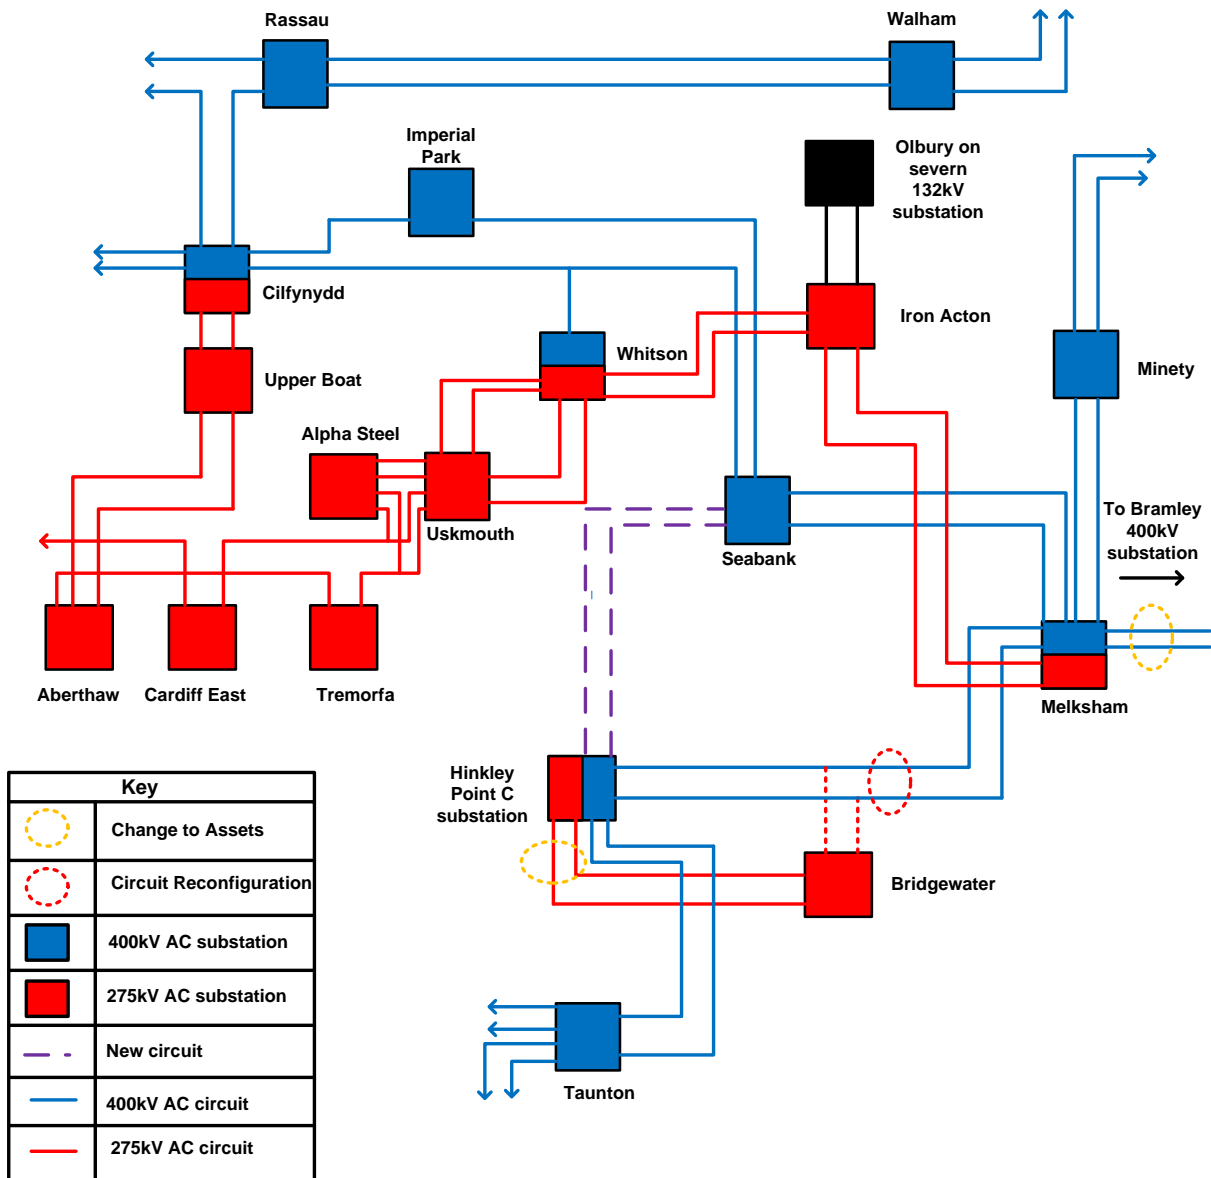 Rassau
Walham
Imperial
Park
Olbury on
severn
132kV
substation
Cilfynydd
Iron Acton
Whitson
Minety
Upper Boat
Alpha Steel
Uskmouth
Seabank
To Bramley
400kV
substation
Aberthaw
Cardiff East
Tremorfa
Melksham
Hinkley
Point C
substation
Bridgewater
Taunton
Key
Change to Assets
Circuit Reconfiguration
400kV AC substation
275kV AC substation
New circuit
400kV AC circuit
275kV AC circuit